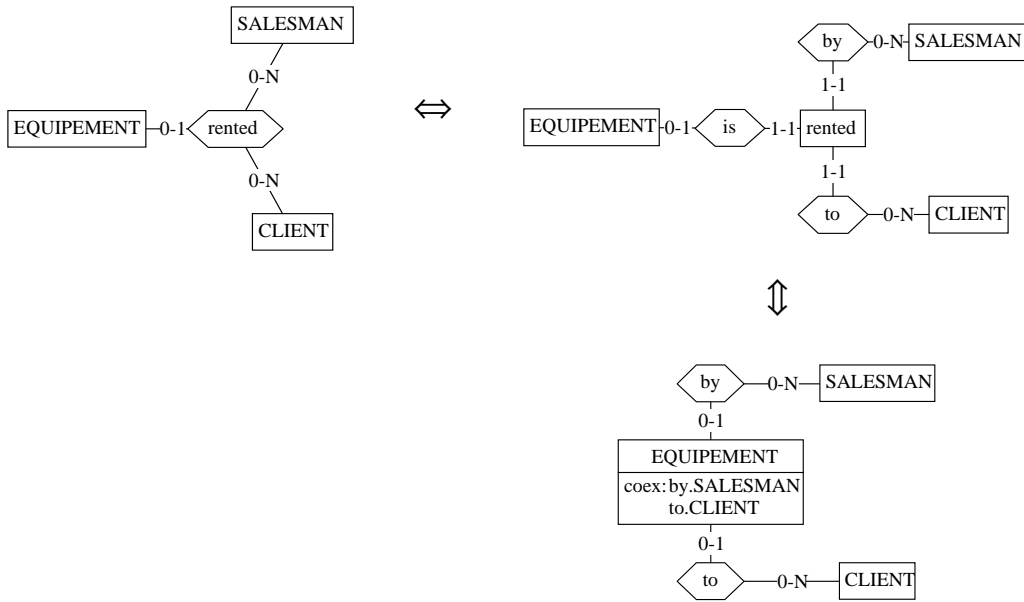 SALESMAN
0-N
EQUIPEMENT 0-1 rented
0-N
CLIENT
⇔
by 0-N SALESMAN
1-1
EQUIPEMENT 0-1 is 1-1 rented
1-1
to 0-N CLIENT
⇕
by 0-N SALESMAN
0-1
EQUIPEMENT
coex: by.SALESMAN
to.CLIENT
0-1
to 0-N CLIENT